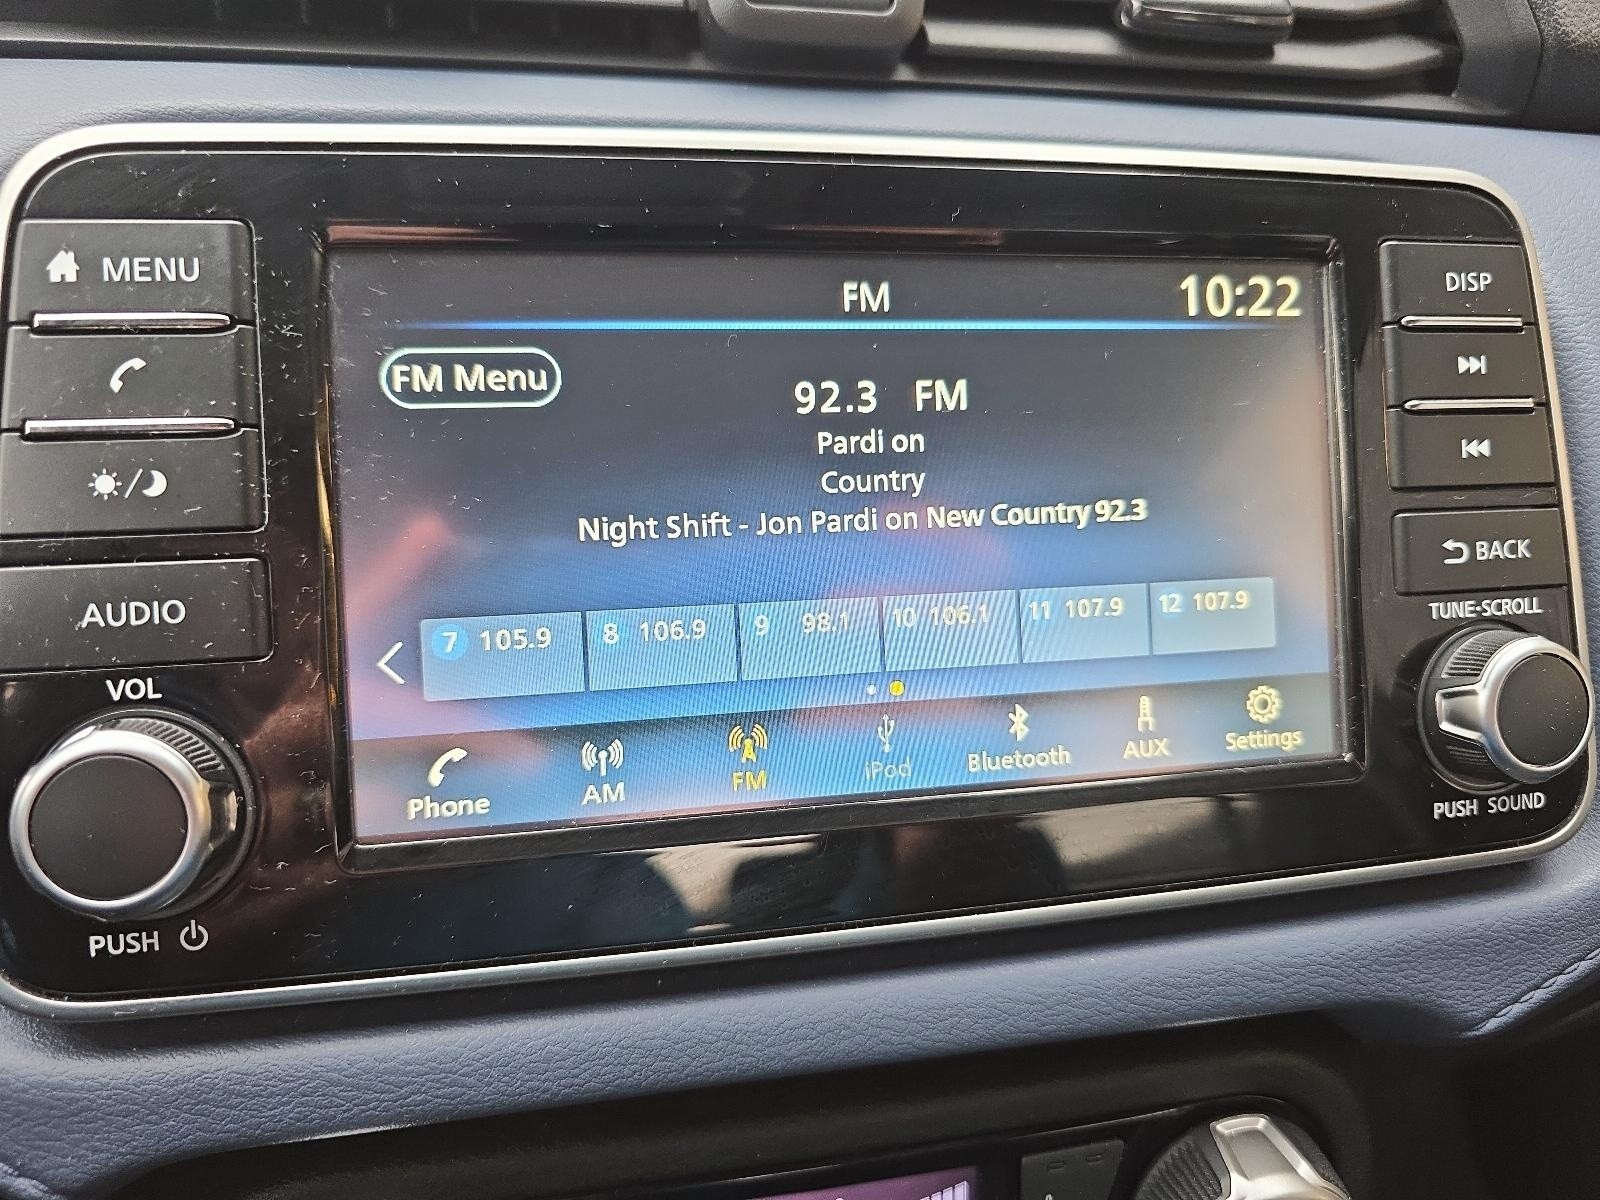 MENU
AUDIO
VOL
PUSH
FM
10:22
FM Menu
92.3 FM
Pardi on
Country
Night Shift - Jon Pardi on New Country 92.3
7 105.9
8 106.9
9 98.1
10 106.1
11 107.9
12 107.9
Phone
AM
FM
iPod
Bluetooth
AUX
Settings
DISP
BACK
TUNE·SCROLL
PUSH SOUND